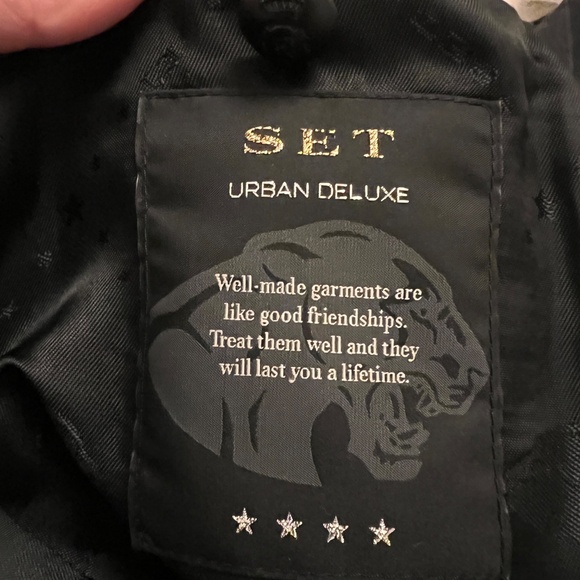 SET
URBAN DELUXE
Well-made garments are
like good friendships.
Treat them well and they
will last you a lifetime.